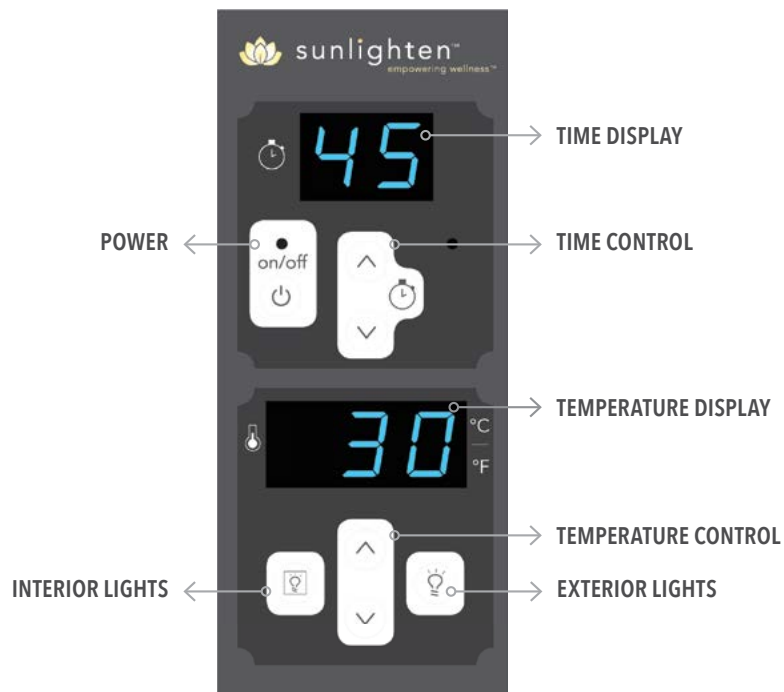 sunlighten™
empowering wellness™
45
TIME DISPLAY
POWER
on/off
TIME CONTROL
30
°C
°F
TEMPERATURE DISPLAY
TEMPERATURE CONTROL
INTERIOR LIGHTS
EXTERIOR LIGHTS